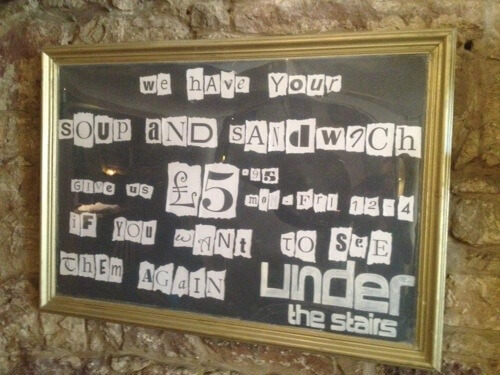 We HAVe YOUr
SOUP AND SANdWiCh
GIVE US £5.95 mon-Fri 12-4
iF YOU WANt TO SeE
THEM AGAIN
under
the stairs